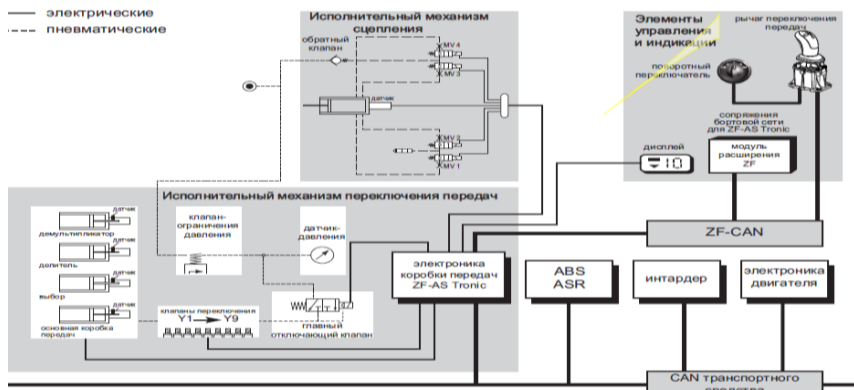 электрические
пневматические
Исполнительный механизм
сцепления
обратный
клапан
MV 4
MV 3
датчик
MV 2
MV 1
Элементы
управления
и индикации
рычаг переключения
передач
поворотный
переключатель
сопряжения
бортовой сети
для ZF-AS Tronic
дисплей
10
модуль
расширения
ZF
ZF-CAN
Исполнительный механизм переключения передач
датчик
демультипликатор
датчик
делитель
датчик
выбор
датчик
основная коробка
передач
клапан-
ограничения
давления
датчик-
давления
клапаны переключения
Y1 Y9
главный
отключающий клапан
электроника
коробки передач
ZF-AS Tronic
ABS
ASR
интардер
электроника
двигателя
CAN транспортного
средства